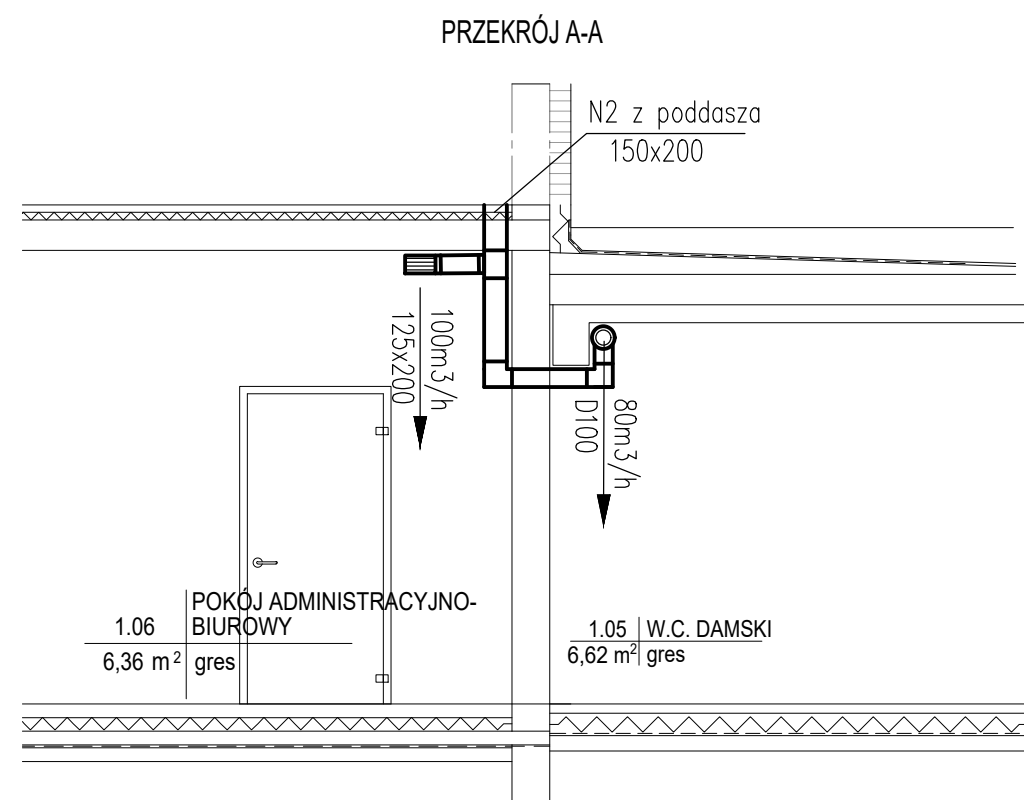 PRZEKRÓJ A-A
N2 z poddasza
150x200
100m3/h
125x200
80m3/h
D100
1.06
POKÓJ ADMINISTRACYJNO-
BIUROWY
6,36 m²
gres
1.05
W.C. DAMSKI
6,62 m²
gres